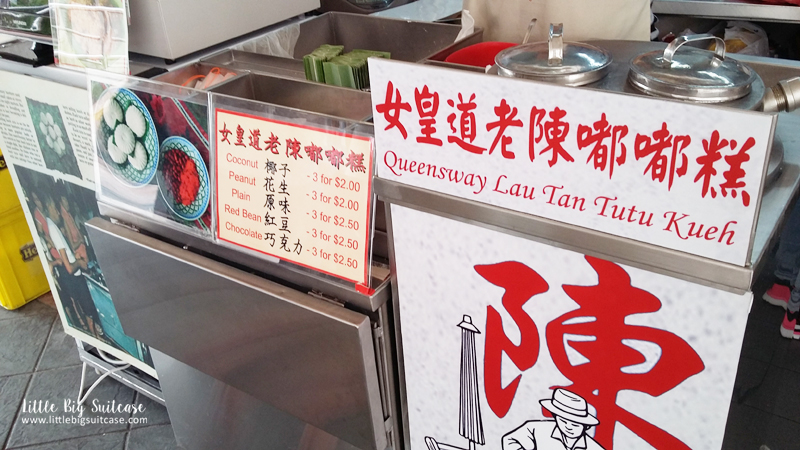 女皇道老陳嘟嘟糕
Coconut 椰子 - 3 for $2.00
Peanut 花生 - 3 for $2.00
Plain 原味 - 3 for $2.50
Red Bean 紅豆 - 3 for $2.50
Chocolate 巧克力 - 3 for $2.50
女皇道老陳嘟嘟糕
Queensway Lau Tan Tutu Kueh
陳
Little Big Suitcase
www.littlebigsuitcase.com